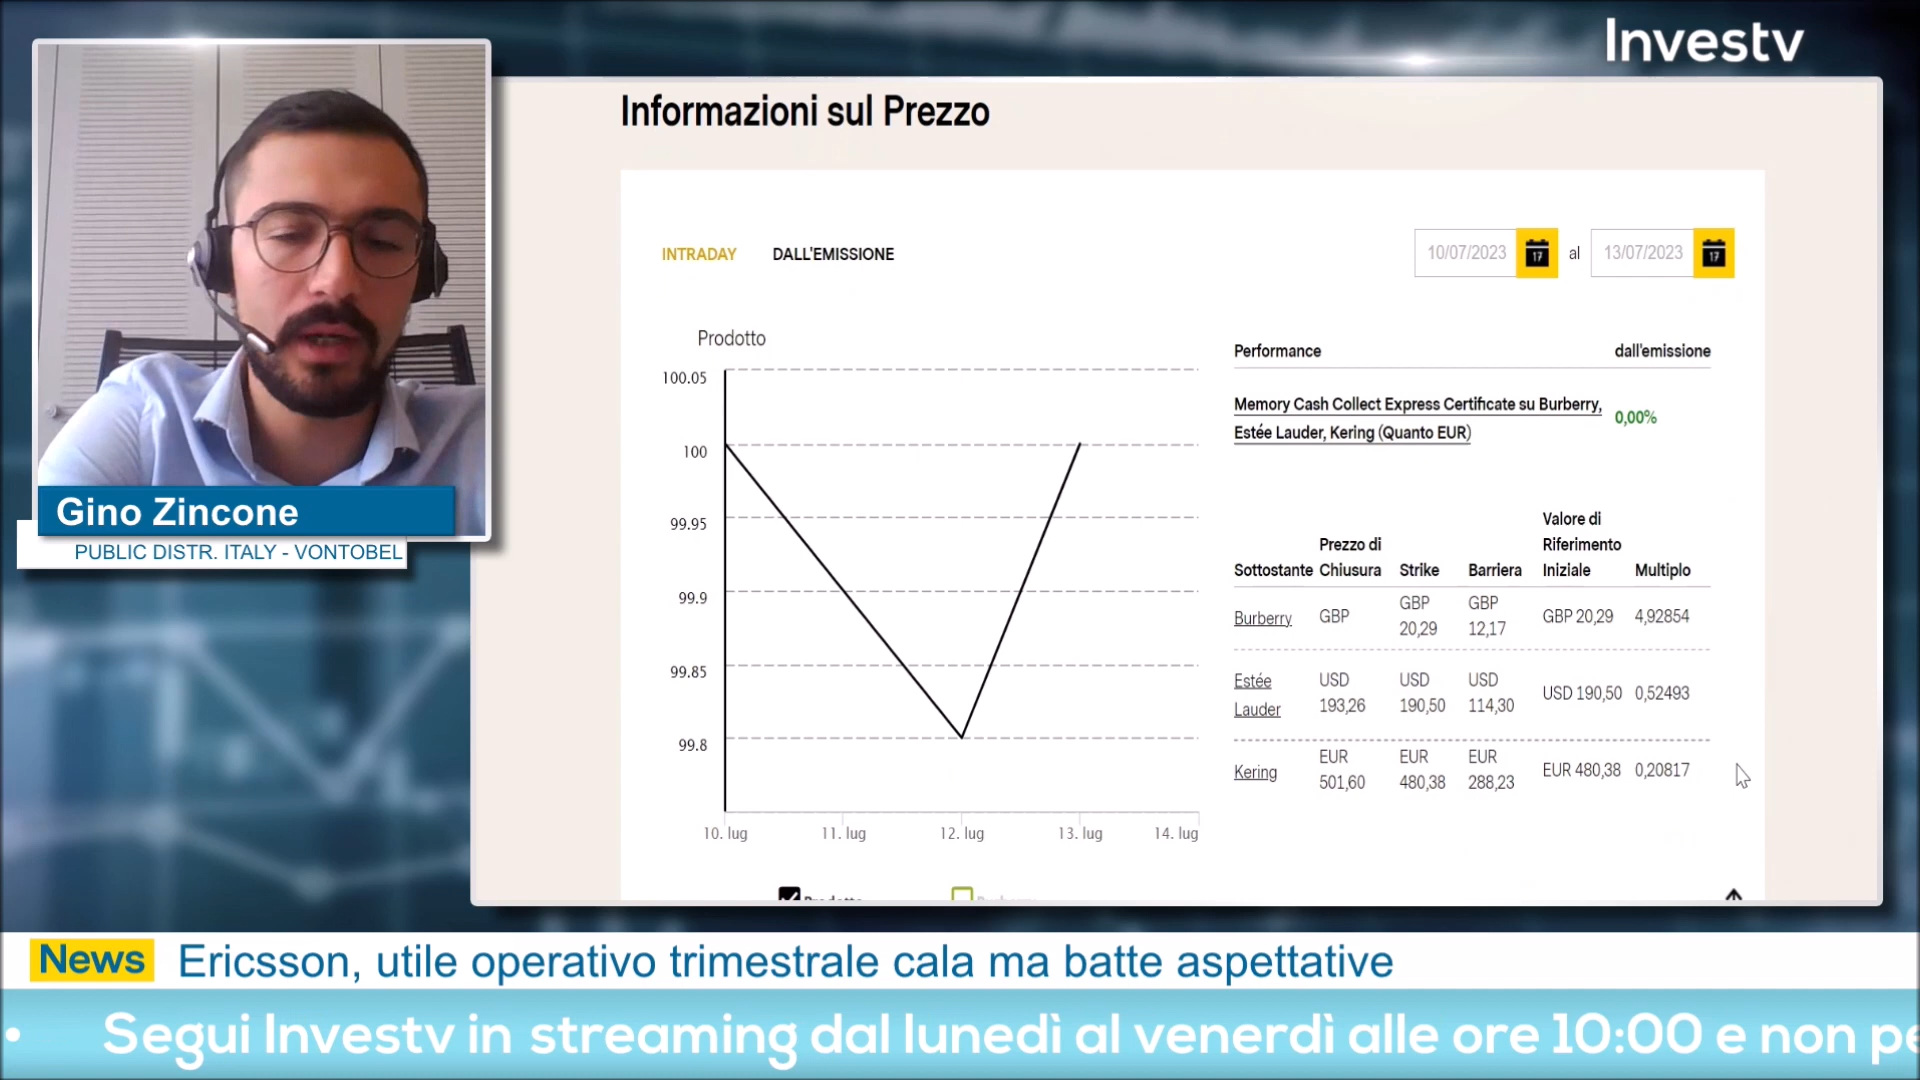 Investv
Informazioni sul Prezzo
INTRADAY DALL'EMISSIONE
10/07/2023 17 al 13/07/2023 17
Prodotto
100.05
100
99.95
99.9
99.85
99.8
10. lug 11. lug 12. lug 13. lug 14. lug
Performance dall'emissione
Memory Cash Collect Express Certificate su Burberry,
Estée Lauder, Kering (Quanto EUR)
0,00%
Valore di
Prezzo di Riferimento
Sottostante Chiusura Strike Barriera Iniziale Multiplo
Burberry GBP GBP 20,29 GBP 12,17 GBP 20,29 4,92854
Estée Lauder USD 193,26 USD 190,50 USD 114,30 USD 190,50 0,52493
Kering EUR 501,60 EUR 480,38 EUR 288,23 EUR 480,38 0,20817
Gino Zincone
PUBLIC DISTR. ITALY - VONTOBEL
News Ericsson, utile operativo trimestrale cala ma batte aspettative
• Segui Investv in streaming dal lunedì al venerdì alle ore 10:00 e non pe